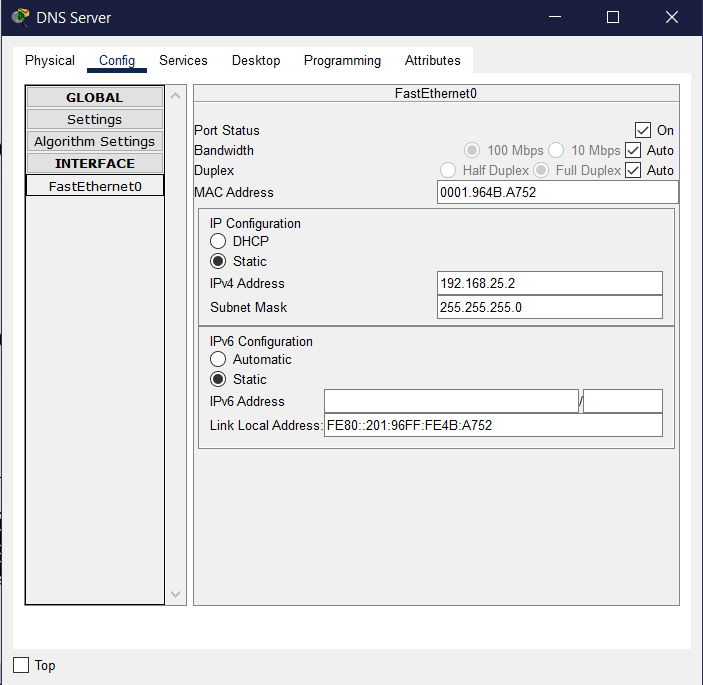 DNS Server
Physical Config Services Desktop Programming Attributes
GLOBAL
Settings
Algorithm Settings
INTERFACE
FastEthernet0
FastEthernet0
Port Status On
Bandwidth 100 Mbps 10 Mbps Auto
Duplex Half Duplex Full Duplex Auto
MAC Address 0001.964B.A752
IP Configuration
DHCP
Static
IPv4 Address 192.168.25.2
Subnet Mask 255.255.255.0
IPv6 Configuration
Automatic
Static
IPv6 Address /
Link Local Address: FE80::201:96FF:FE4B:A752
Top